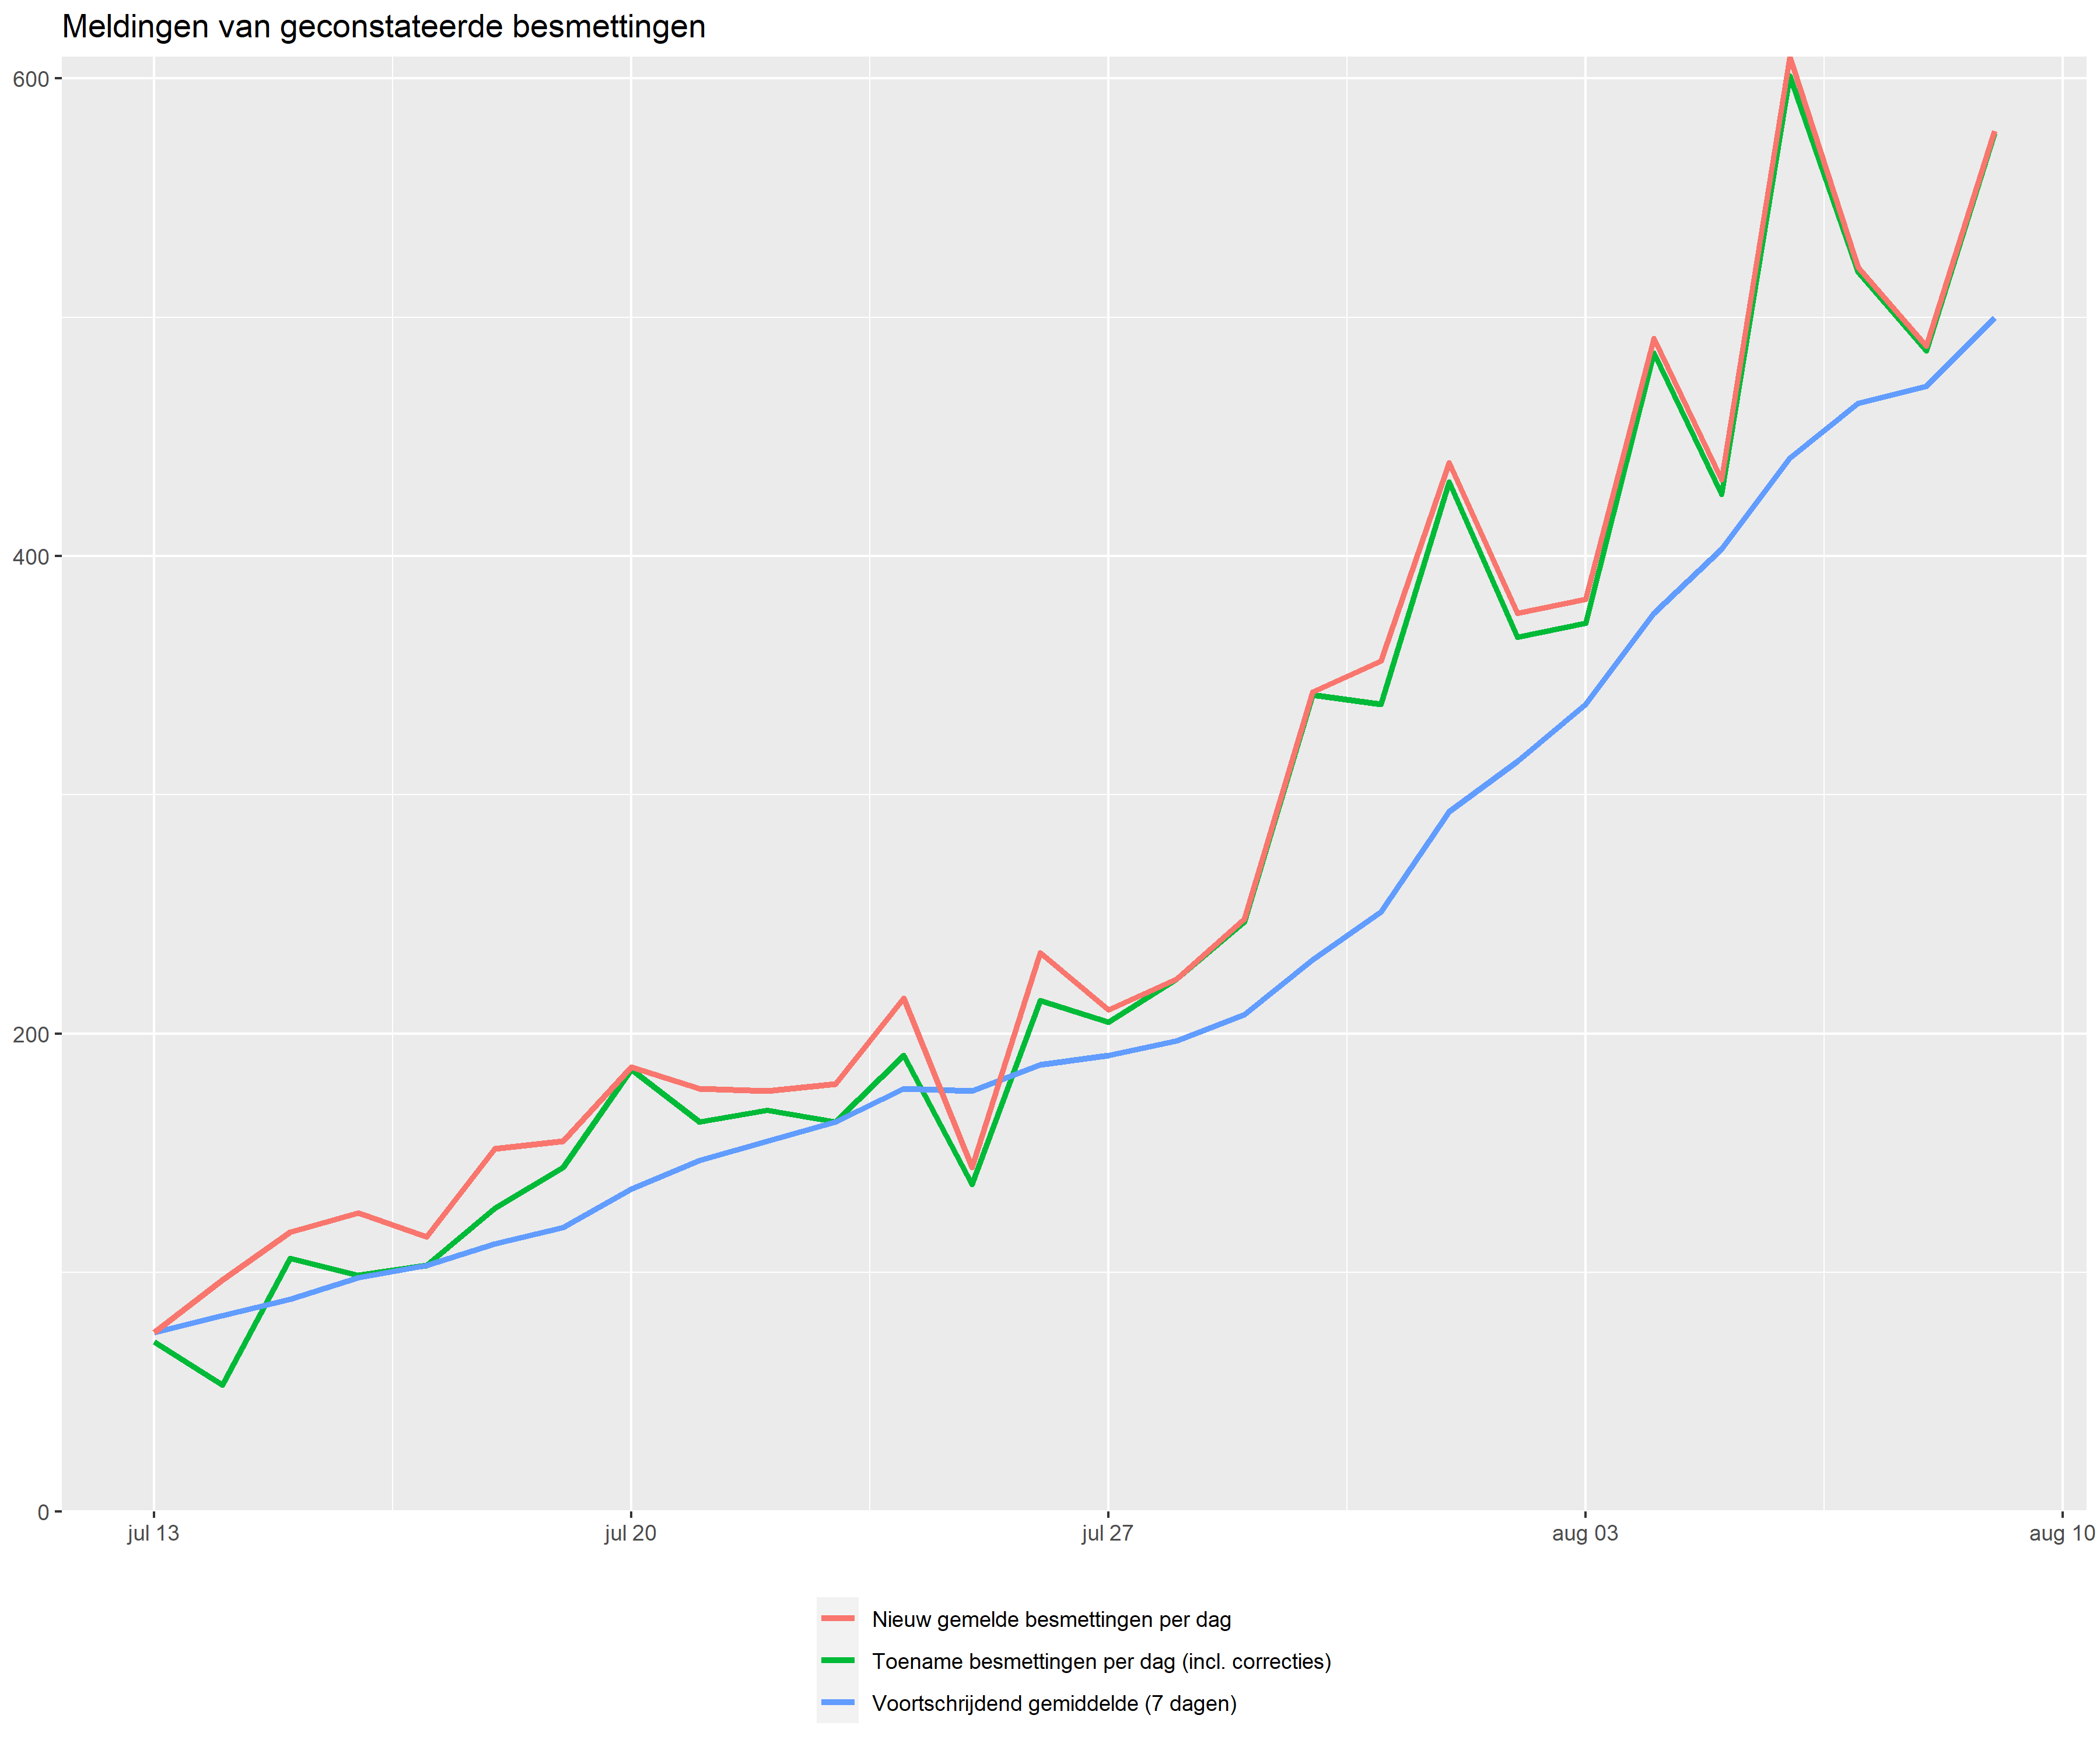 Meldingen van geconstateerde besmettingen
600
400
200
0
jul 13 jul 20 jul 27 aug 03 aug 10
Nieuw gemelde besmettingen per dag
Toename besmettingen per dag (incl. correcties)
Voortschrijdend gemiddelde (7 dagen)